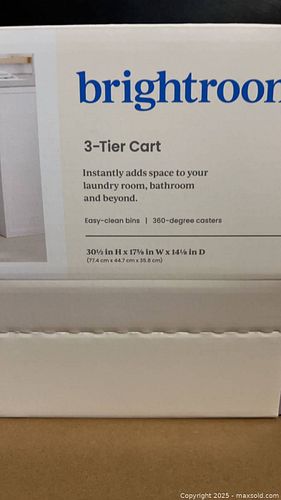 brightroom
3-Tier Cart
Instantly adds space to your
laundry room, bathroom
and beyond.
Easy-clean bins | 360-degree casters
30½ in H x 17⅝ in W x 14⅛ in D
(77.4 cm x 44.7 cm x 35.8 cm)
Copyright 2025 - maxsold.com